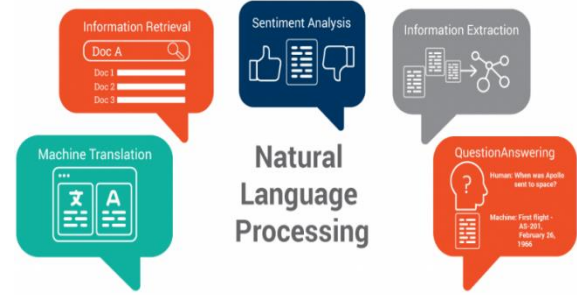 Information Retrieval
Doc A
Doc 1
Doc 2
Doc 3
Sentiment Analysis
Information Extraction
Machine Translation
文 A
Natural
Language
Processing
QuestionAnswering
?
Human: When was Apollo
sent to space?
Machine: First flight -
AS-201,
February 26,
1966